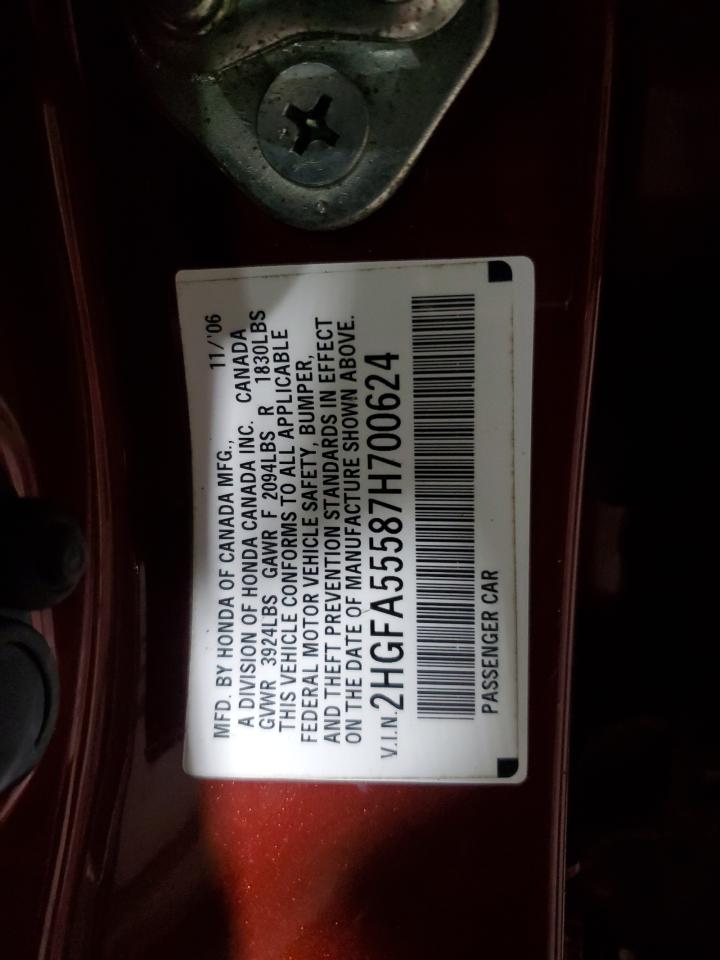 MFD. BY HONDA OF CANADA MFG., 11/'06
A DIVISION OF HONDA CANADA INC. CANADA
GVWR 3924LBS GAWR F 2094LBS R 1830LBS
THIS VEHICLE CONFORMS TO ALL APPLICABLE
FEDERAL MOTOR VEHICLE SAFETY, BUMPER,
AND THEFT PREVENTION STANDARDS IN EFFECT
ON THE DATE OF MANUFACTURE SHOWN ABOVE.
V.I.N. 2HGFA55587H700624
PASSENGER CAR